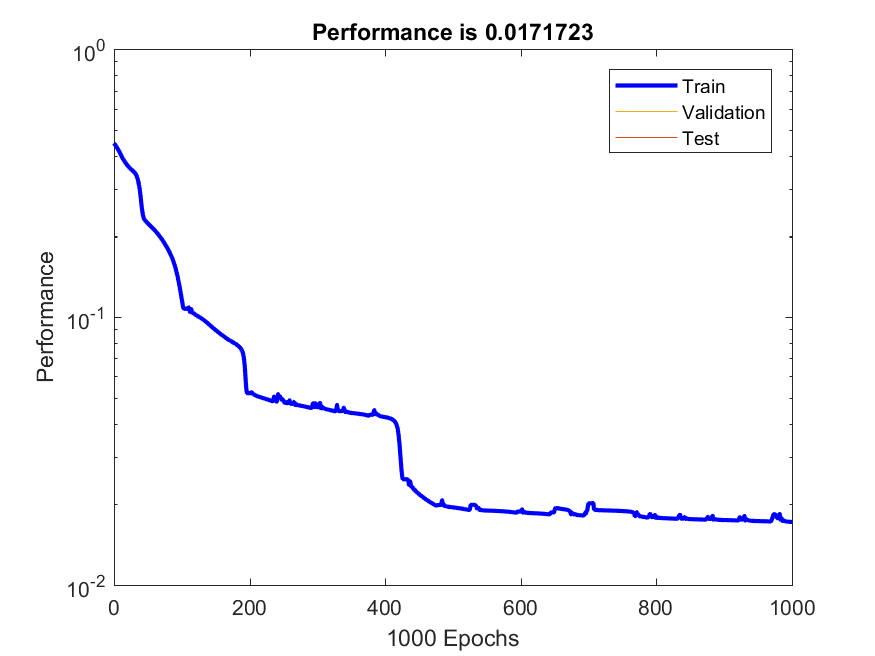 Performance is 0.0171723
10^0
Train
Validation
Test
Performance
10^-1
10^-2
0
200
400
600
800
1000
1000 Epochs